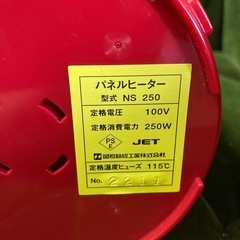 パネルヒーター
型式 NS 250
定格電圧 100V
定格消費電力 250W
PS
E
JET
定格温度ヒューズ 115℃
No. 2211